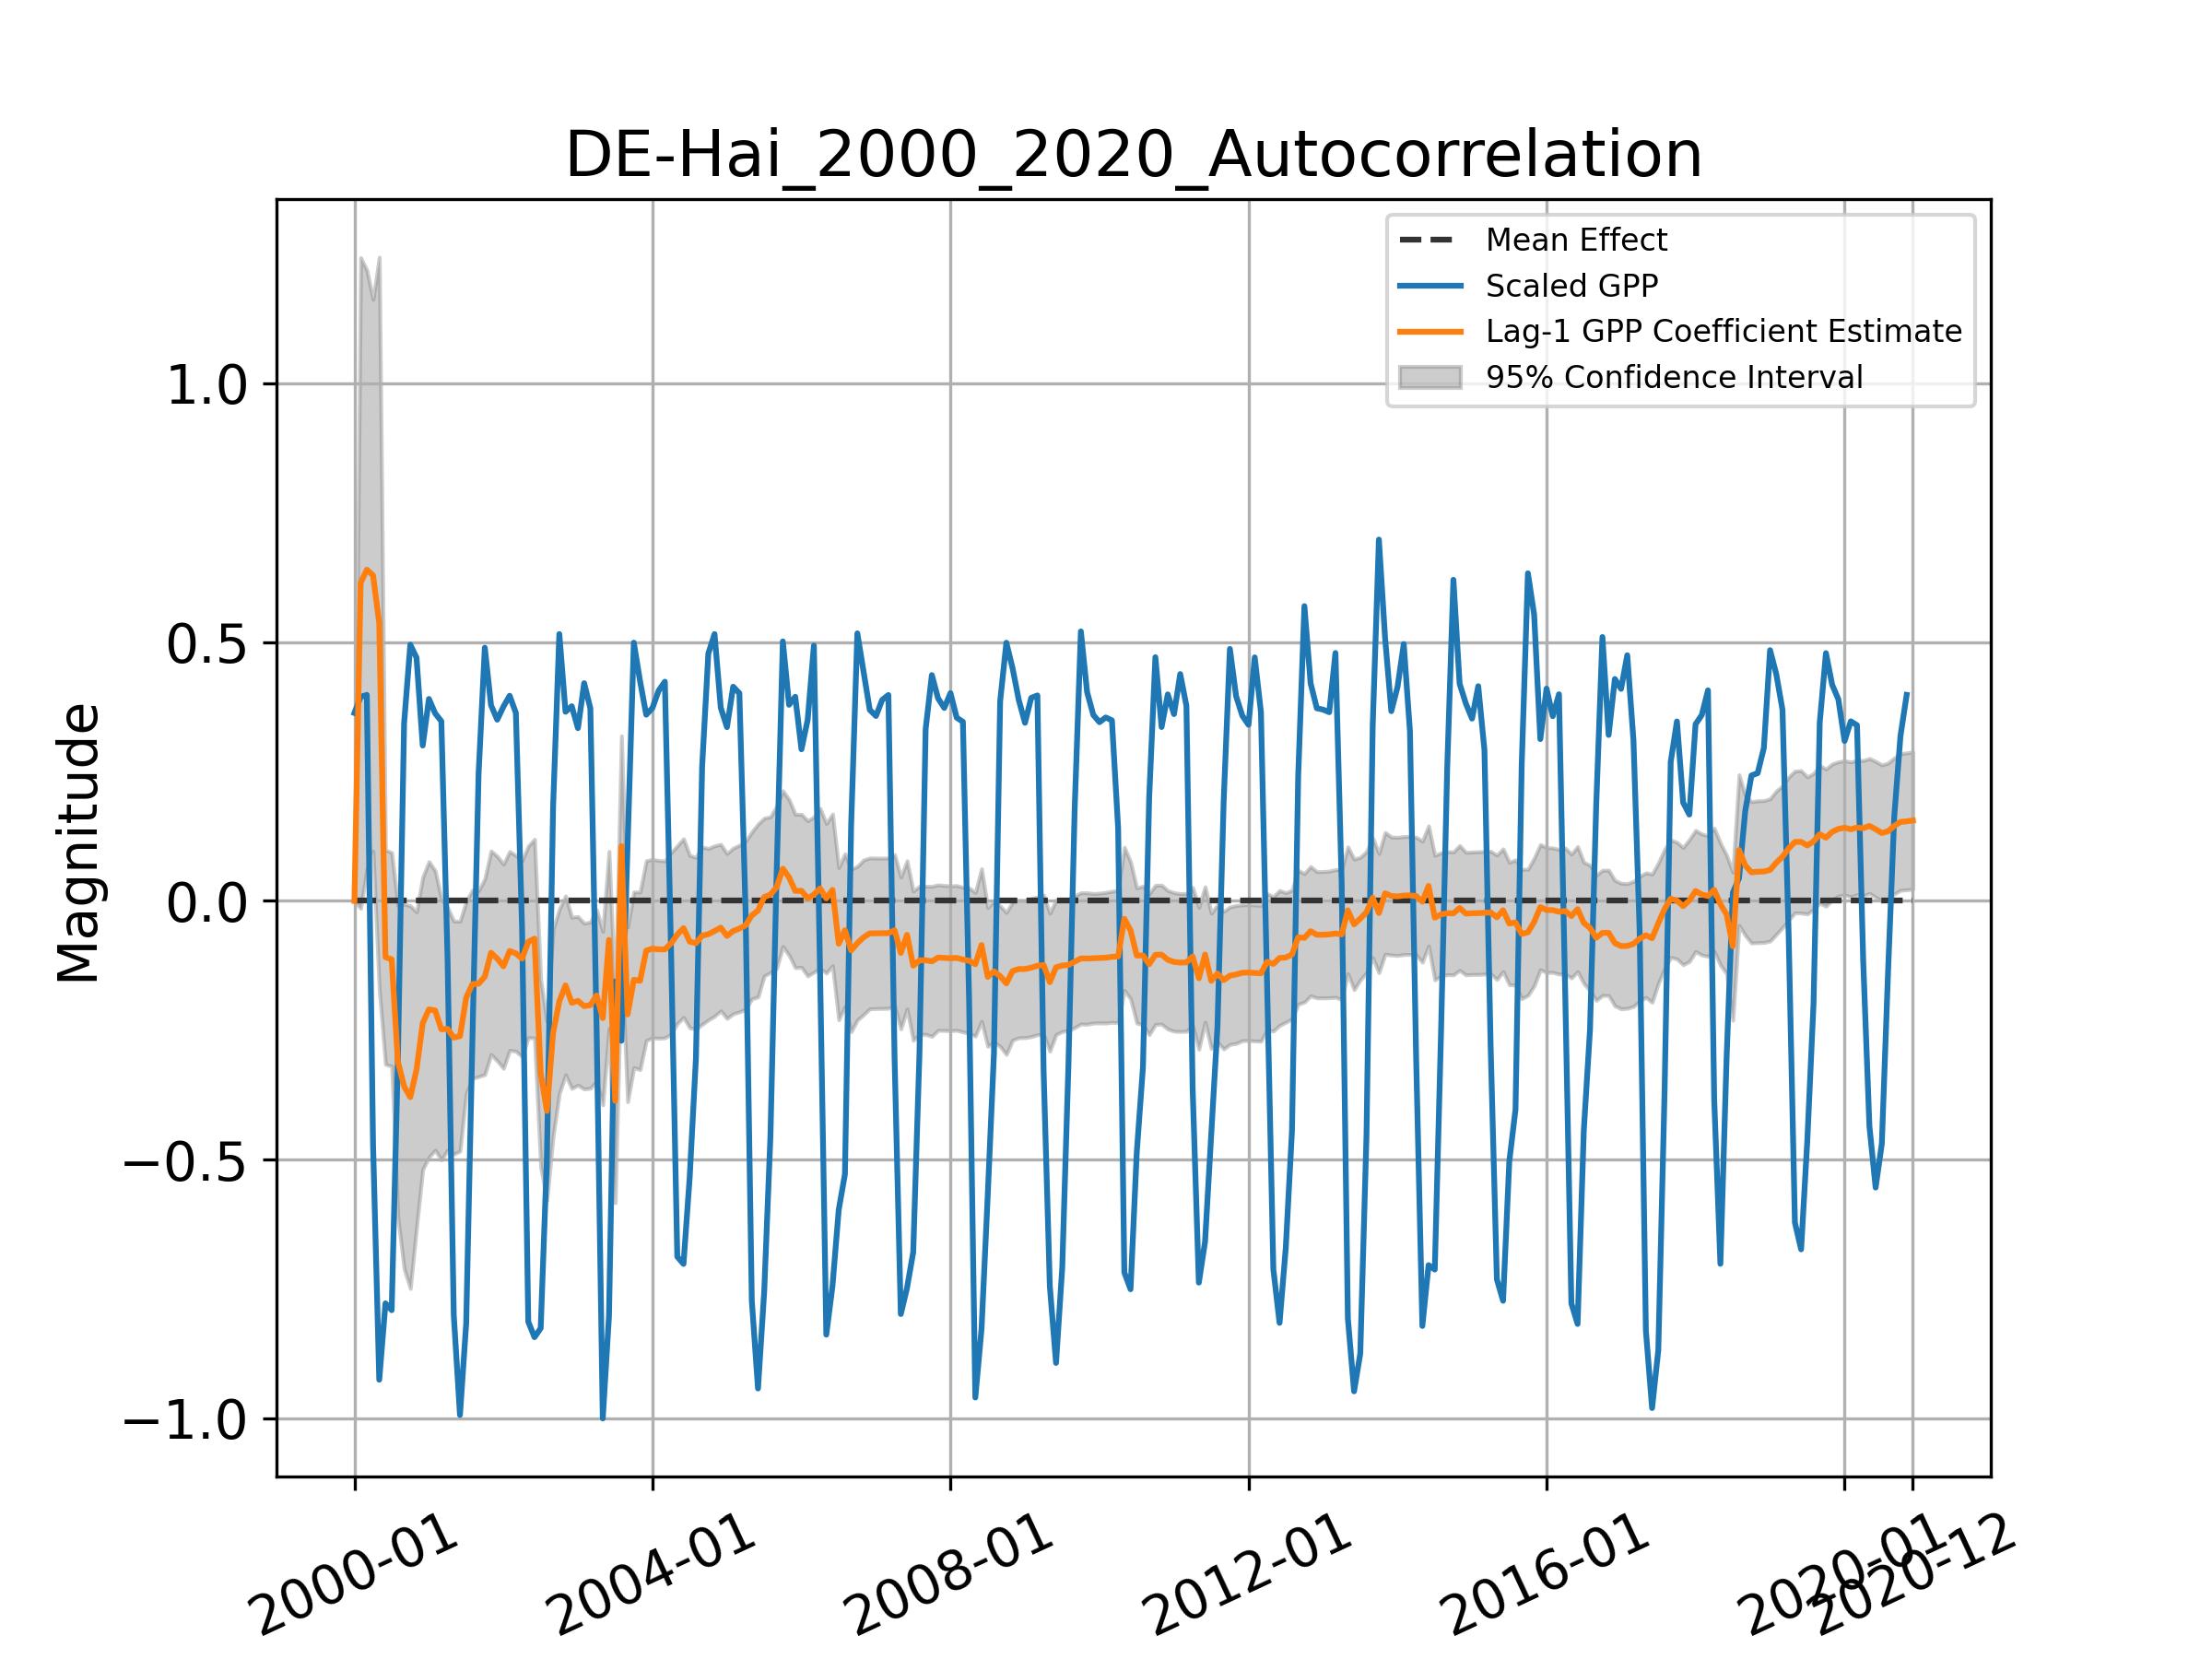 DE-Hai_2000_2020_Autocorrelation
Mean Effect
Scaled GPP
Lag-1 GPP Coefficient Estimate
95% Confidence Interval
Magnitude
1.0
0.5
0.0
−0.5
−1.0
2000-01
2004-01
2008-01
2012-01
2016-01
2020-01
2020-12